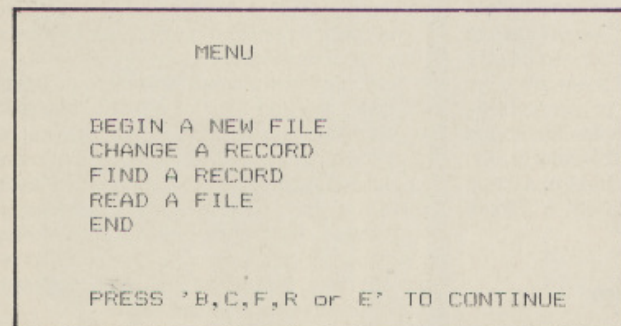 MENU
BEGIN A NEW FILE
CHANGE A RECORD
FIND A RECORD
READ A FILE
END
PRESS 'B,C,F,R or E' TO CONTINUE